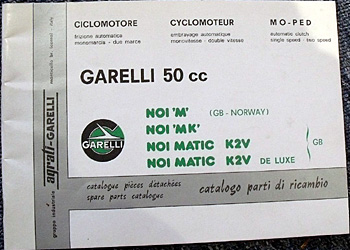 CICLOMOTORE
frizione automatica
monomarcia - due marce
CYCLOMOTEUR
embrayage automatique
monovitesse - double vitesse
MO-PED
automatic clutch
single speed - two speed
GARELLI 50 cc
NOI 'M' (GB - NORWAY)
NOI 'MK'
NOI MATIC K2V
NOI MATIC K2V DE LUXE
GB
GARELLI
gruppo industriale agrati-GARELLI
catalogue pièces détachées
spare parts catalogue
catalogo parti di ricambio